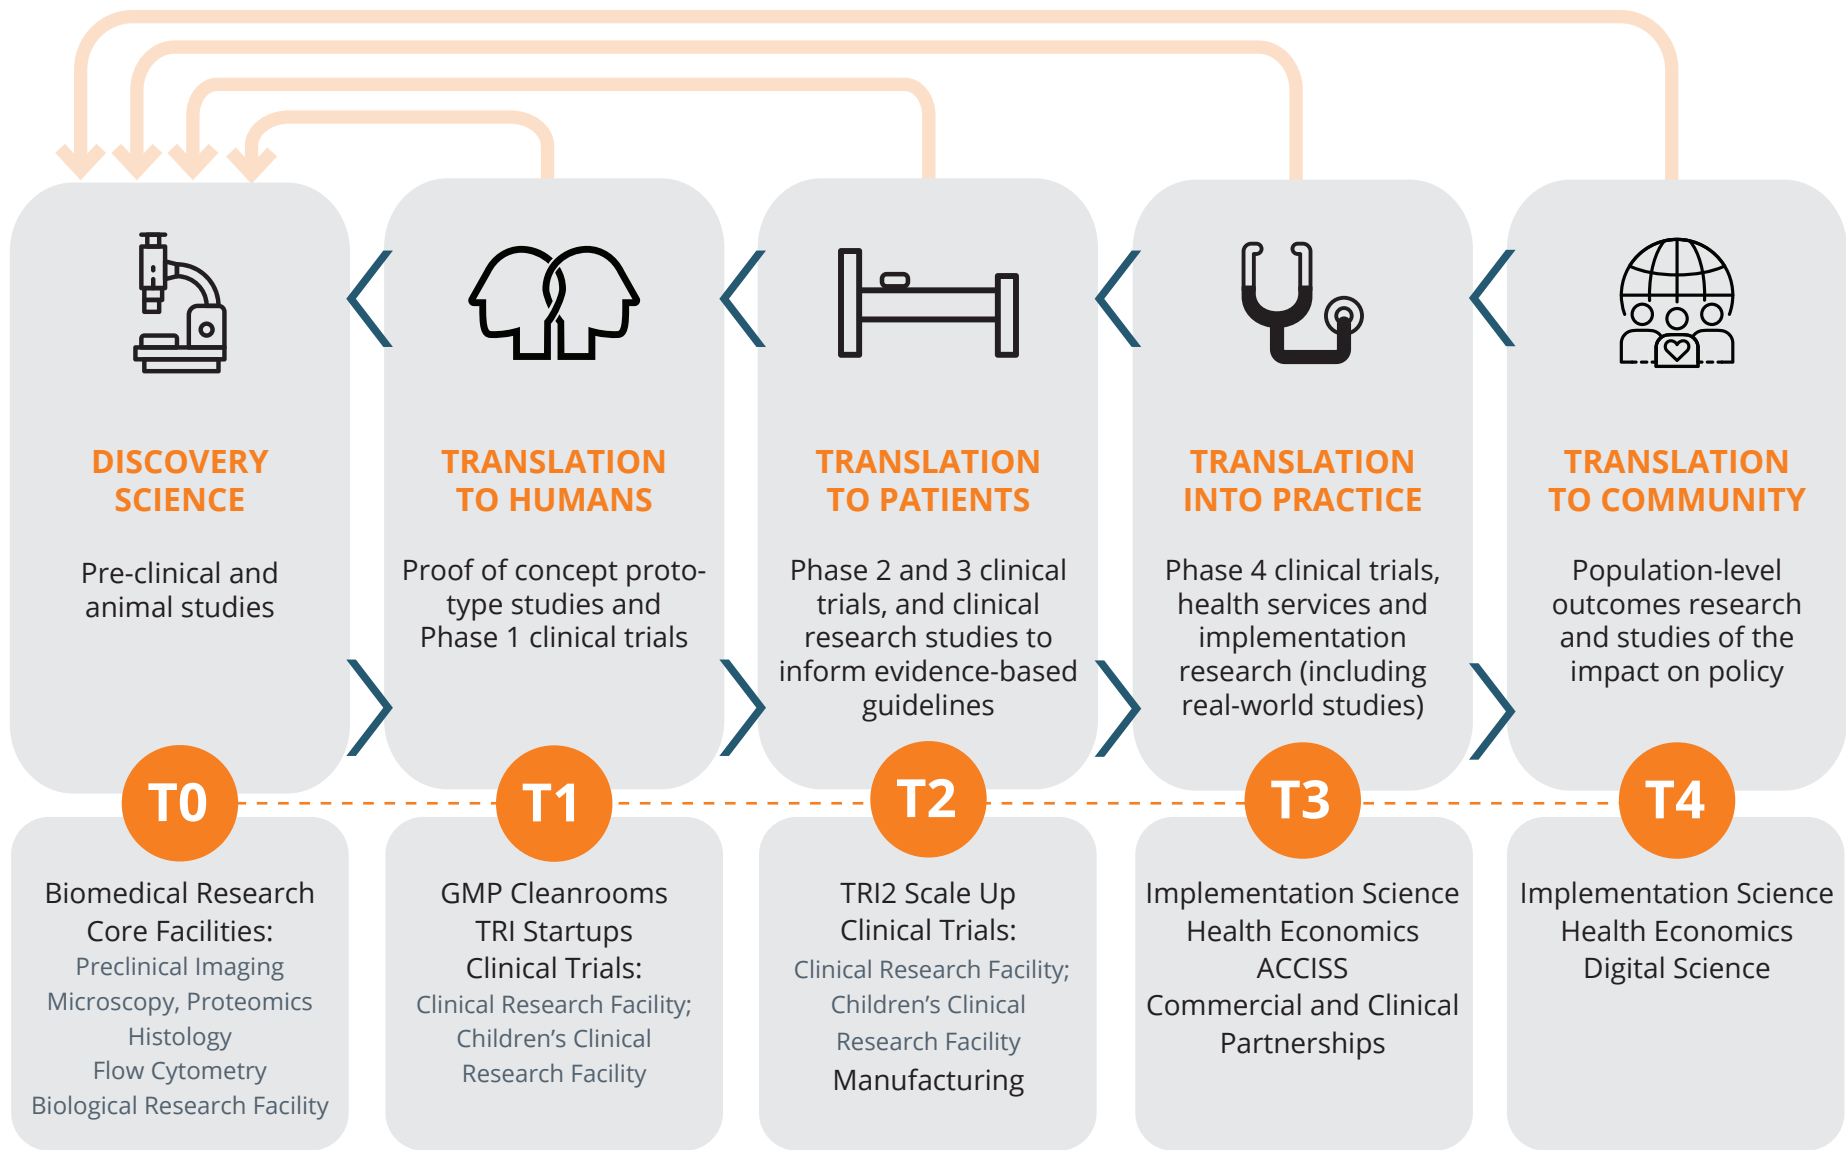 DISCOVERY
SCIENCE
Pre-clinical and
animal studies
TRANSLATION
TO HUMANS
Proof of concept proto-
type studies and
Phase 1 clinical trials
TRANSLATION
TO PATIENTS
Phase 2 and 3 clinical
trials, and clinical
research studies to
inform evidence-based
guidelines
TRANSLATION
INTO PRACTICE
Phase 4 clinical trials,
health services and
implementation
research (including
real-world studies)
TRANSLATION
TO COMMUNITY
Population-level
outcomes research
and studies of the
impact on policy
T0
T1
T2
T3
T4
Biomedical Research
Core Facilities:
Preclinical Imaging
Microscopy, Proteomics
Histology
Flow Cytometry
Biological Research Facility
GMP Cleanrooms
TRI Startups
Clinical Trials:
Clinical Research Facility;
Children’s Clinical
Research Facility
TRI2 Scale Up
Clinical Trials:
Clinical Research Facility;
Children’s Clinical
Research Facility
Manufacturing
Implementation Science
Health Economics
ACCISS
Commercial and Clinical
Partnerships
Implementation Science
Health Economics
Digital Science